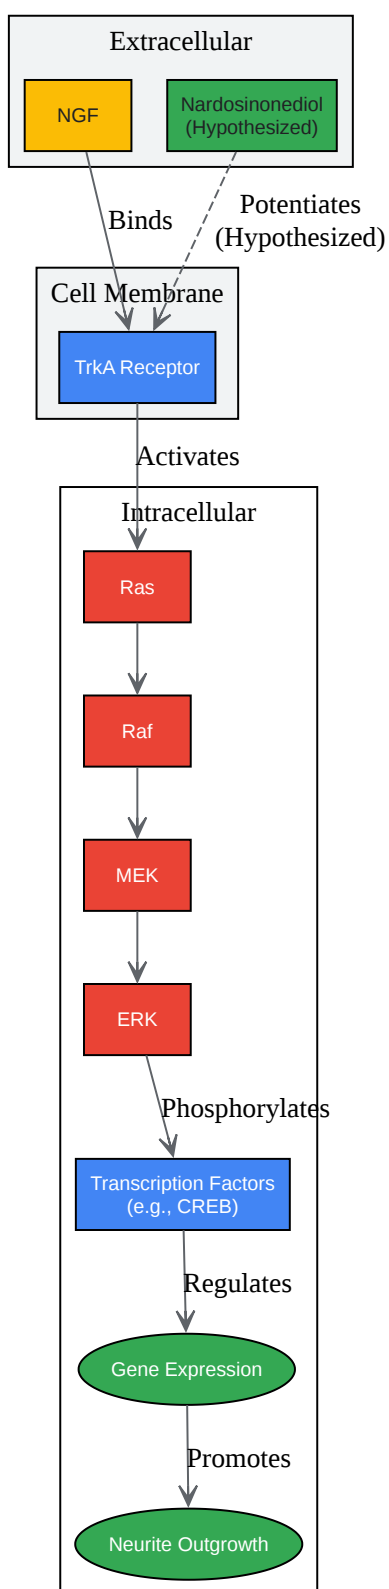 Extracellular
NGF
Nardosinonediol
(Hypothesized)
Binds
Potentiates
(Hypothesized)
Cell Membrane
TrkA Receptor
Activates
Intracellular
Ras
Raf
MEK
ERK
Phosphorylates
Transcription Factors
(e.g., CREB)
Regulates
Gene Expression
Promotes
Neurite Outgrowth